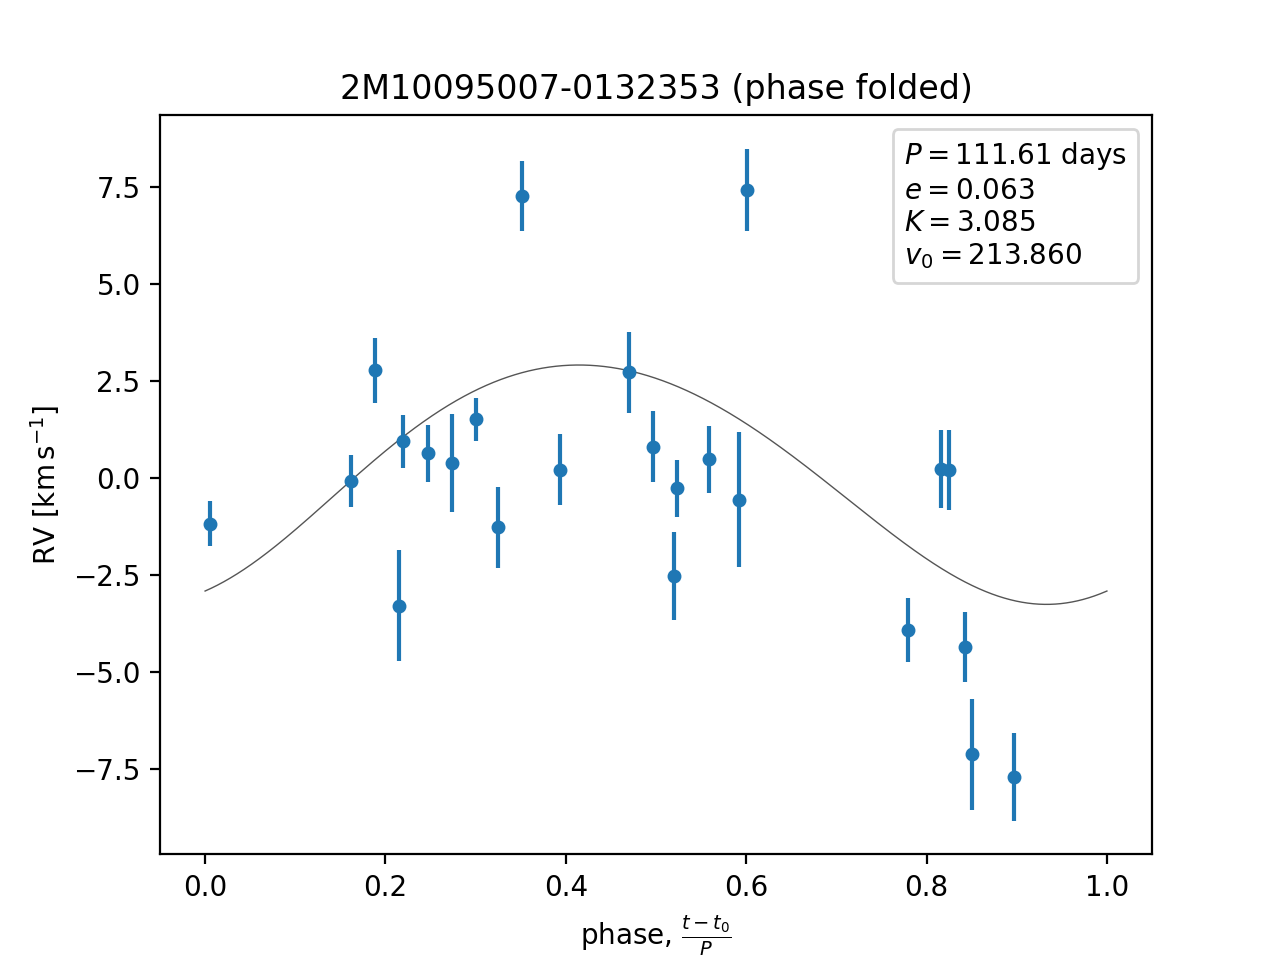 2M10095007-0132353 (phase folded)
P = 111.61 days
e = 0.063
K = 3.085
v₀ = 213.860
7.5
5.0
2.5
0.0
−2.5
−5.0
−7.5
RV [km s⁻¹]
0.0 0.2 0.4 0.6 0.8 1.0
phase, (t − t₀)/P